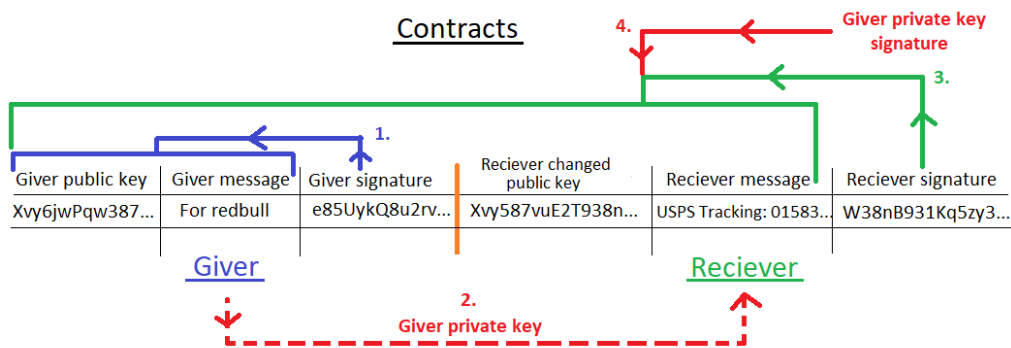 Contracts
4.
Giver private key
signature
3.
1.
Giver public key
Giver message
Giver signature
Reciever changed
public key
Reciever message
Reciever signature
Xvy6jwPqw387...
For redbull
e85UykQ8u2rv...
Xvy587vuE2T938n...
USPS Tracking: 01583...
W38nB931Kq5zy3...
Giver
Reciever
2.
Giver private key